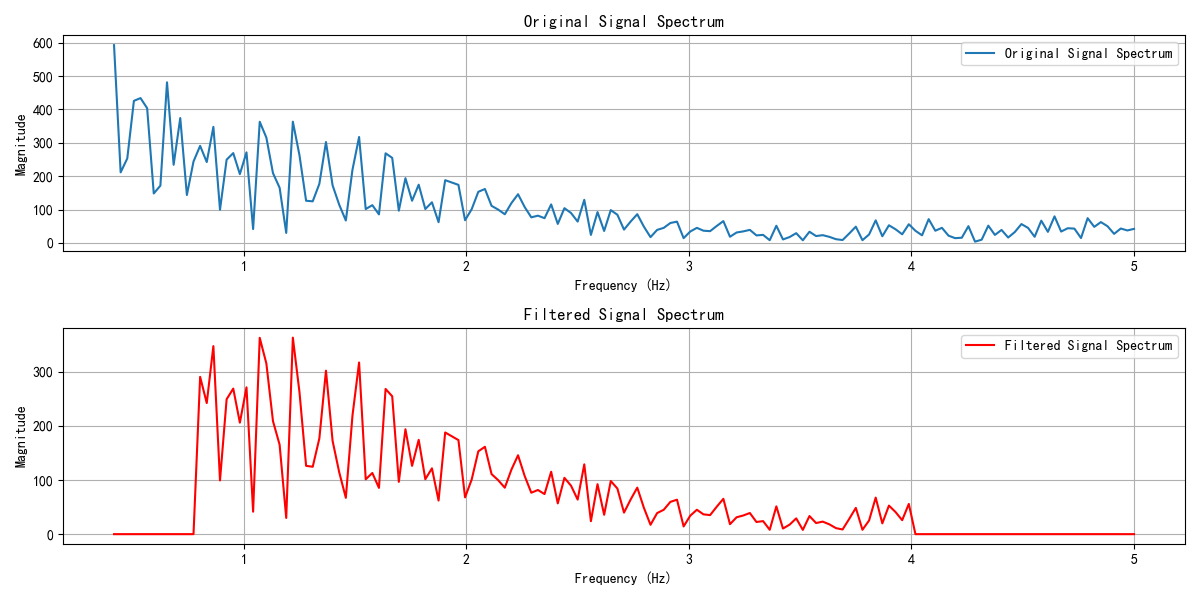 Original Signal Spectrum
600
500
400
300
200
100
0
Magnitude
Original Signal Spectrum
1 2 3 4 5
Frequency (Hz)
Filtered Signal Spectrum
300
200
100
0
Magnitude
Filtered Signal Spectrum
1 2 3 4 5
Frequency (Hz)